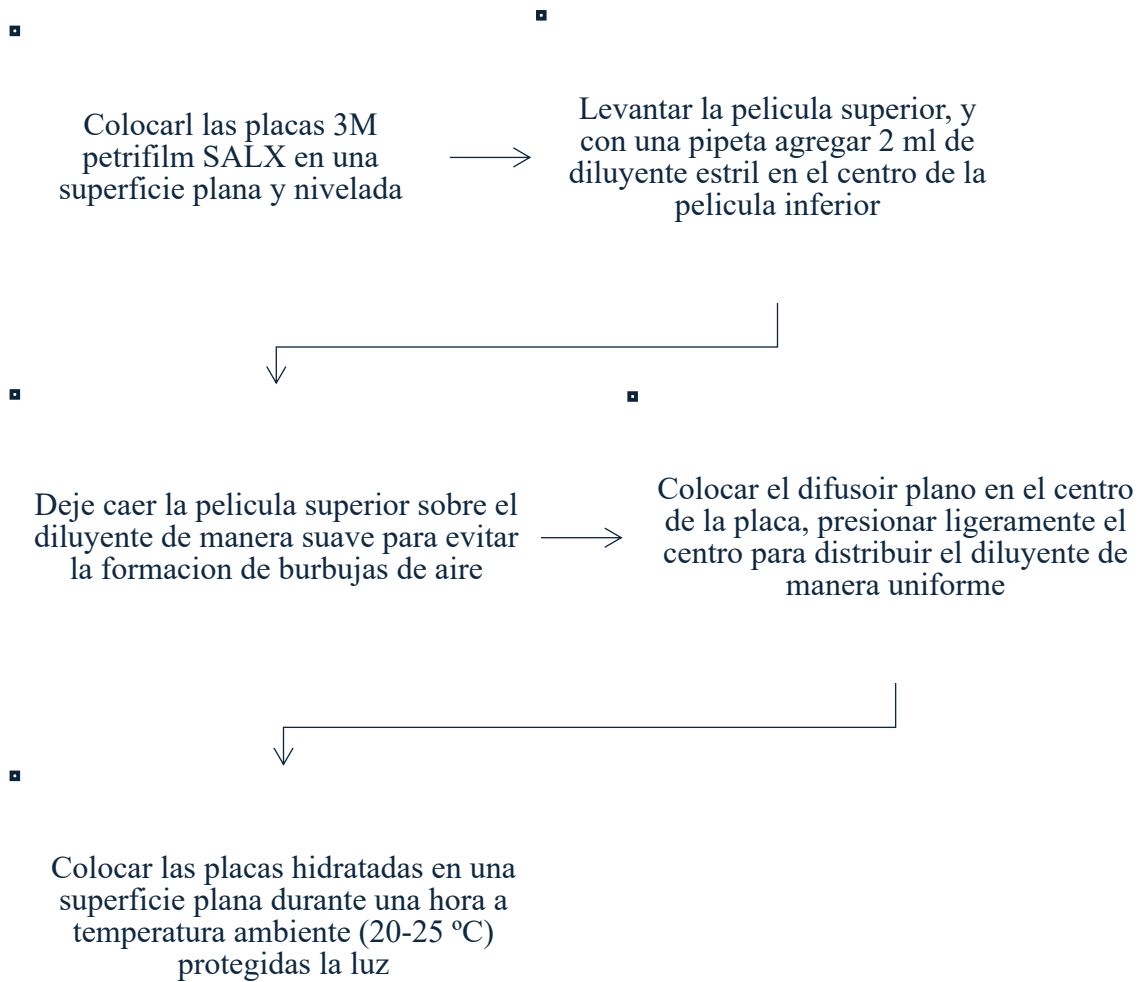 Colocarl las placas 3M
petrifilm SALX en una
superficie plana y nivelada
Levantar la pelicula superior, y
con una pipeta agregar 2 ml de
diluyente estril en el centro de la
pelicula inferior
Deje caer la pelicula superior sobre el
diluyente de manera suave para evitar
la formacion de burbujas de aire
Colocar el difusoir plano en el centro
de la placa, presionar ligeramente el
centro para distribuir el diluyente de
manera uniforme
Colocar las placas hidratadas en una
superficie plana durante una hora a
temperatura ambiente (20-25 ºC)
protegidas la luz